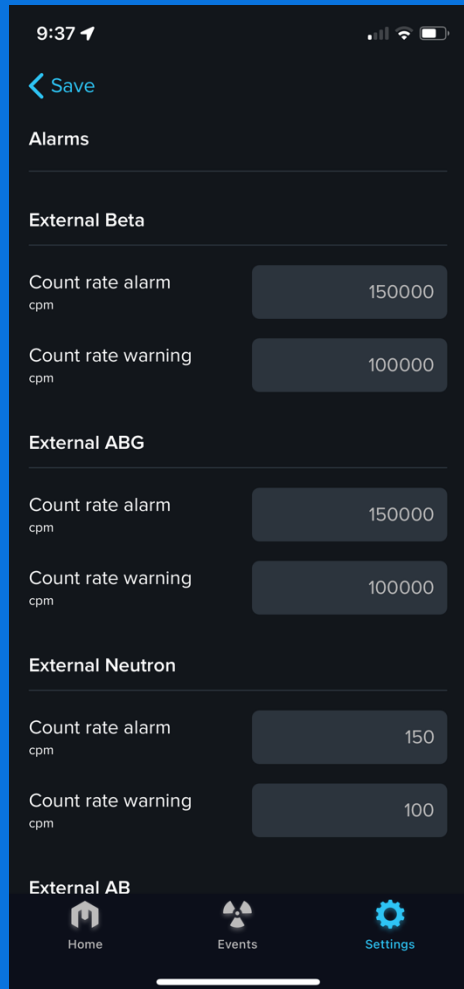 9:37
Save
Alarms
External Beta
Count rate alarm
cpm
150000
Count rate warning
cpm
100000
External ABG
Count rate alarm
cpm
150000
Count rate warning
cpm
100000
External Neutron
Count rate alarm
cpm
150
Count rate warning
cpm
100
External AB
Home
Events
Settings